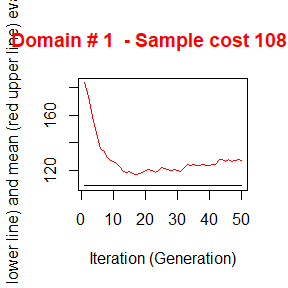 Domain # 1 - Sample cost 108
lower line) and mean (red upper line) eva
160
120
0 10 20 30 40 50
Iteration (Generation)